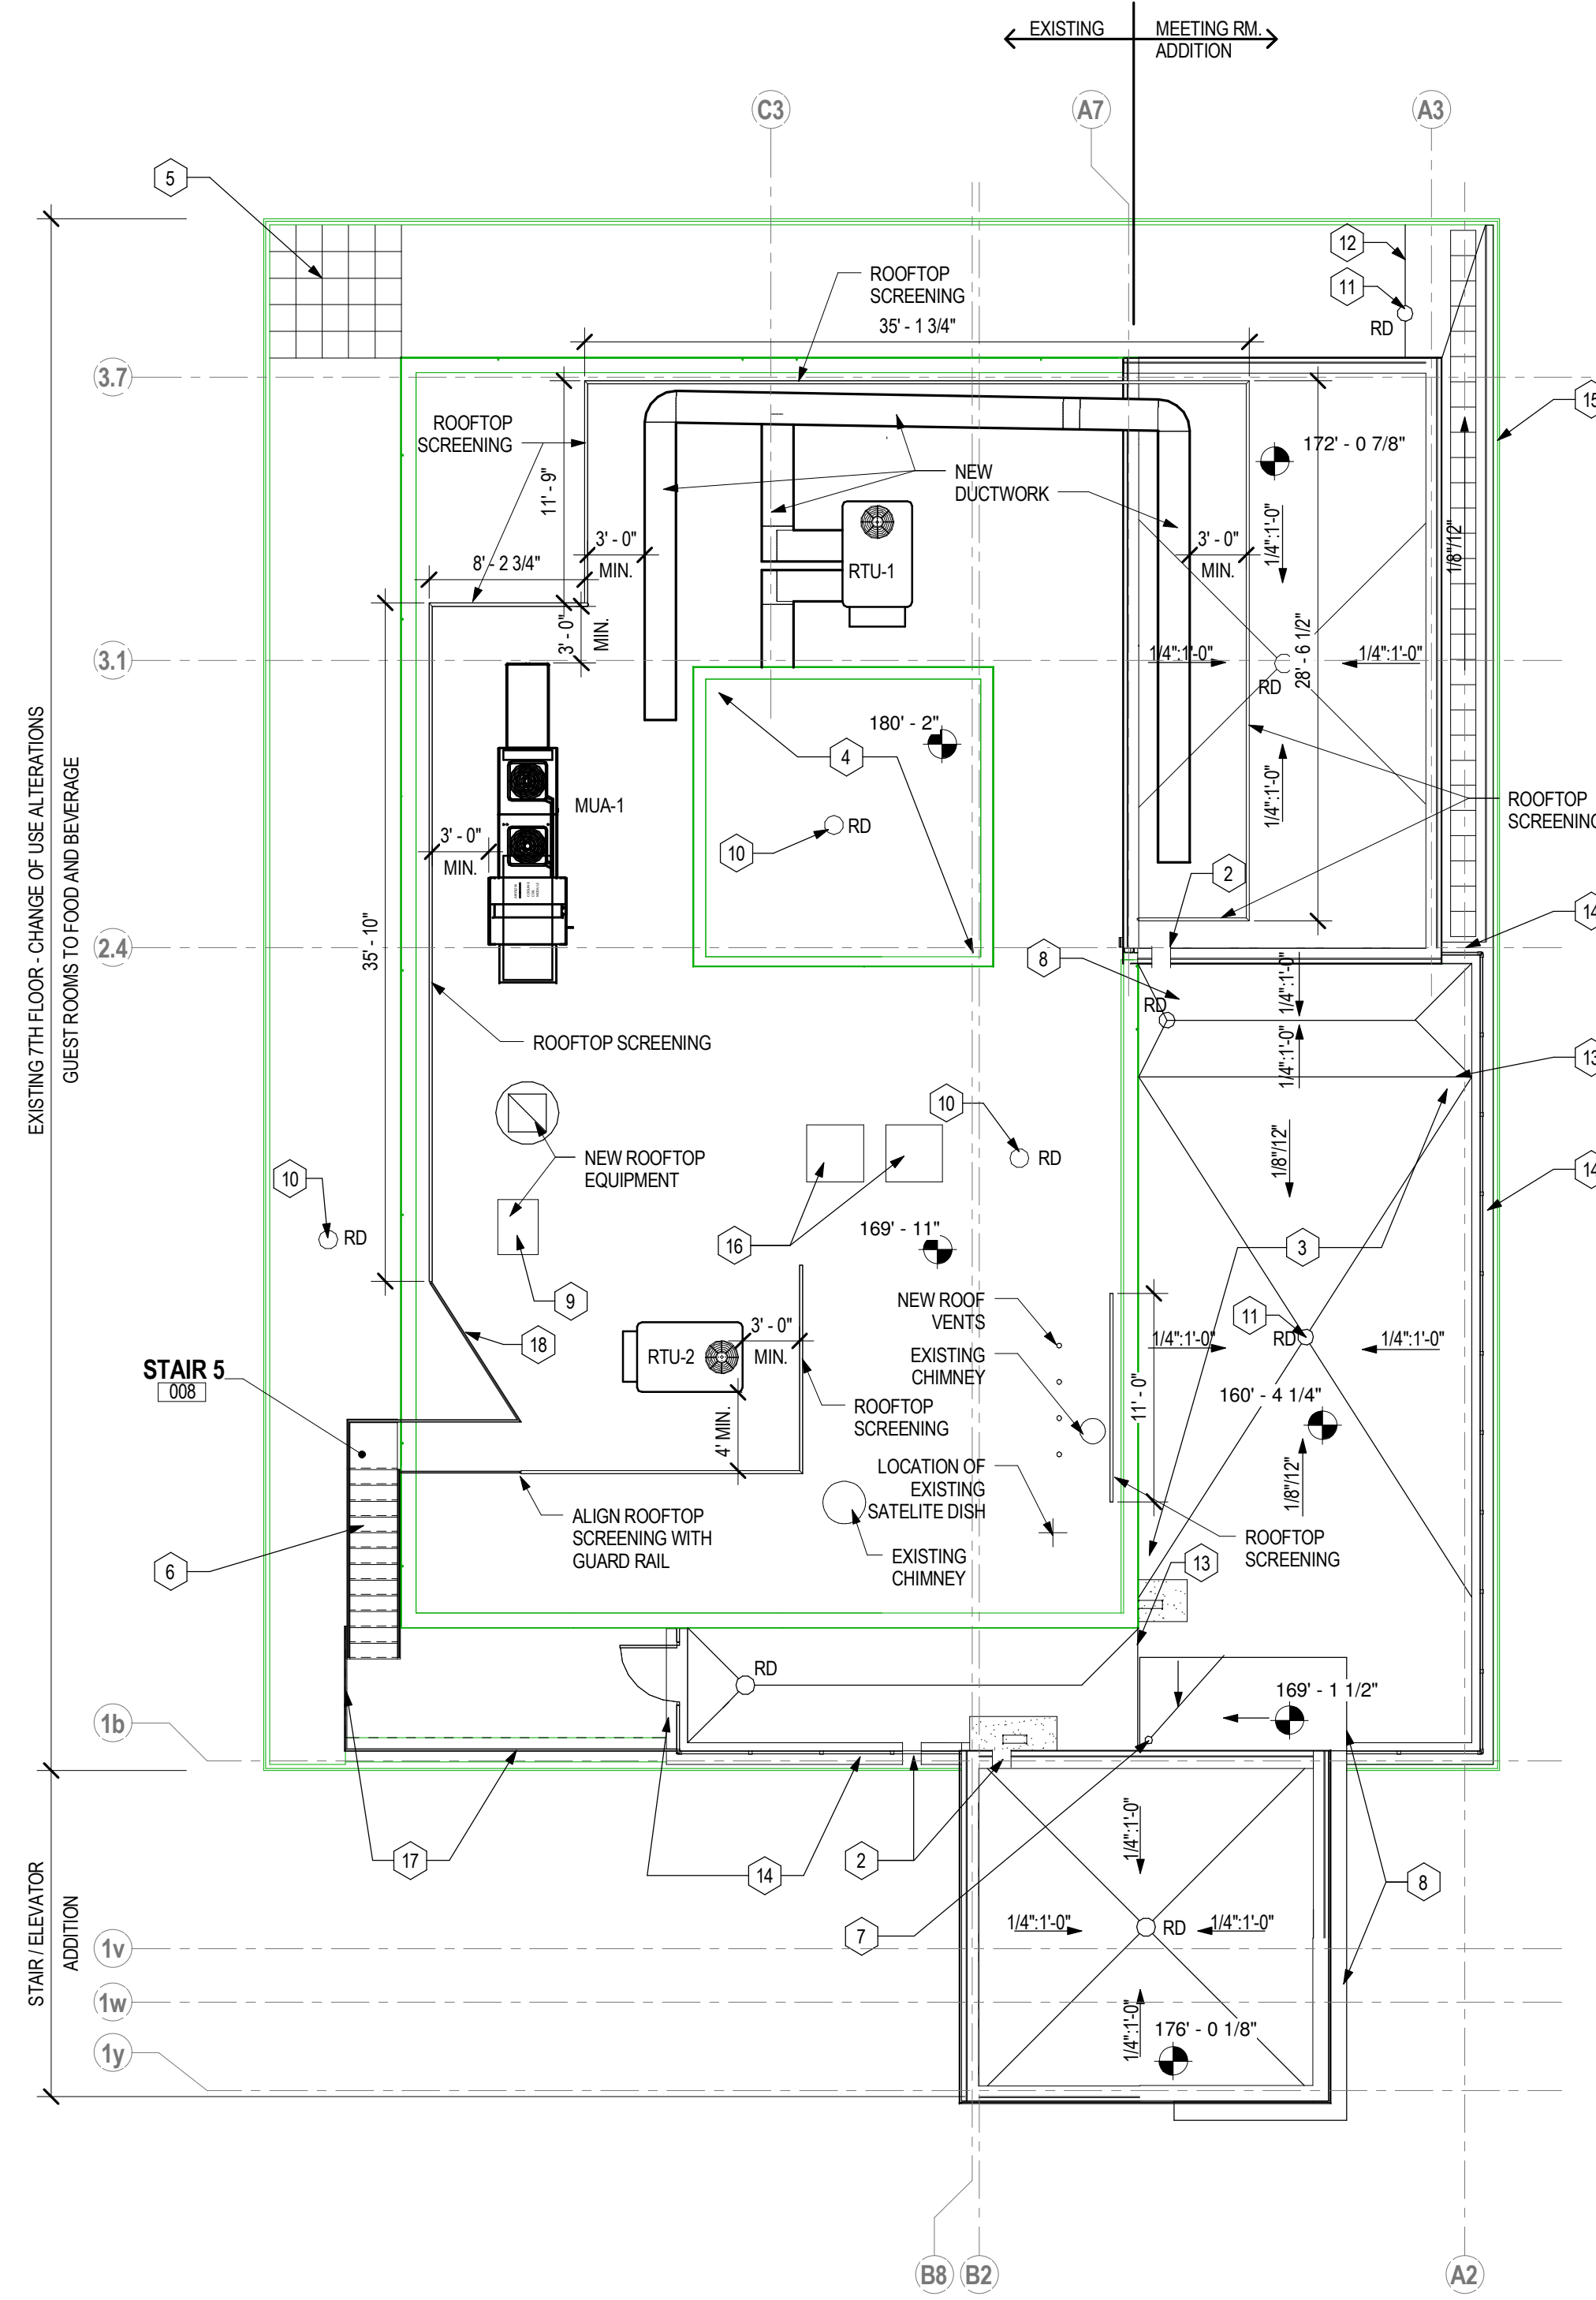 EXISTING
MEETING RM.
ADDITION
C3
A7
A3
5
12
11
RD
ROOFTOP
SCREENING
35' - 1 3/4"
3.7
15
ROOFTOP
SCREENING
11' - 9"
NEW
DUCTWORK
172' - 0 7/8"
3' - 0"
MIN.
8' - 2 3/4"
RTU-1
3' - 0"
MIN.
1/4":1'-0"
1/8"/12"
3' - 0"
MIN.
3.1
1/4":1'-0"
28' - 6 1/2"
1/4":1'-0"
RD
180' - 2"
4
MUA-1
10
RD
1/4":1'-0"
ROOFTOP
SCREENING
3' - 0"
MIN.
2
35' - 10"
14
2.4
8
RD
1/4":1'-0"
1/4":1'-0"
ROOFTOP SCREENING
13
EXISTING 7TH FLOOR - CHANGE OF USE ALTERATIONS
GUEST ROOMS TO FOOD AND BEVERAGE
10
RD
NEW ROOFTOP
EQUIPMENT
1/8"/12"
14
10
RD
169' - 11"
16
3
9
NEW ROOF
VENTS
11
RD
18
RTU-2
3' - 0"
MIN.
1/4":1'-0"
1/4":1'-0"
EXISTING
CHIMNEY
STAIR 5
008
160' - 4 1/4"
11' - 0"
ROOFTOP
SCREENING
4' MIN.
LOCATION OF
EXISTING
SATELITE DISH
1/8"/12"
ALIGN ROOFTOP
SCREENING WITH
GUARD RAIL
ROOFTOP
SCREENING
EXISTING
CHIMNEY
6
13
RD
169' - 1 1/2"
1b
17
14
2
1/4":1'-0"
8
STAIR / ELEVATOR
ADDITION
7
1/4":1'-0"
RD
1/4":1'-0"
1v
1w
1/4":1'-0"
176' - 0 1/8"
1y
B8
B2
A2